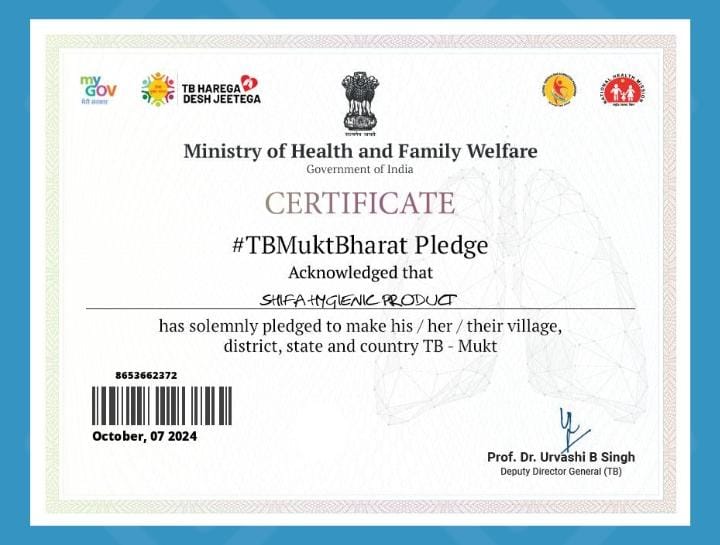 my
GOV
मेरी सरकार
TB HAREGA
DESH JEETEGA
सत्यमेव जयते
NATIONAL HEALTH MISSION
Ministry of Health and Family Welfare
Government of India
CERTIFICATE
#TBMuktBharat Pledge
Acknowledged that
SHIFA HYGIENIC PRODUCT
has solemnly pledged to make his / her / their village,
district, state and country TB - Mukt
8653662372
October, 07 2024
Prof. Dr. Urvashi B Singh
Deputy Director General (TB)